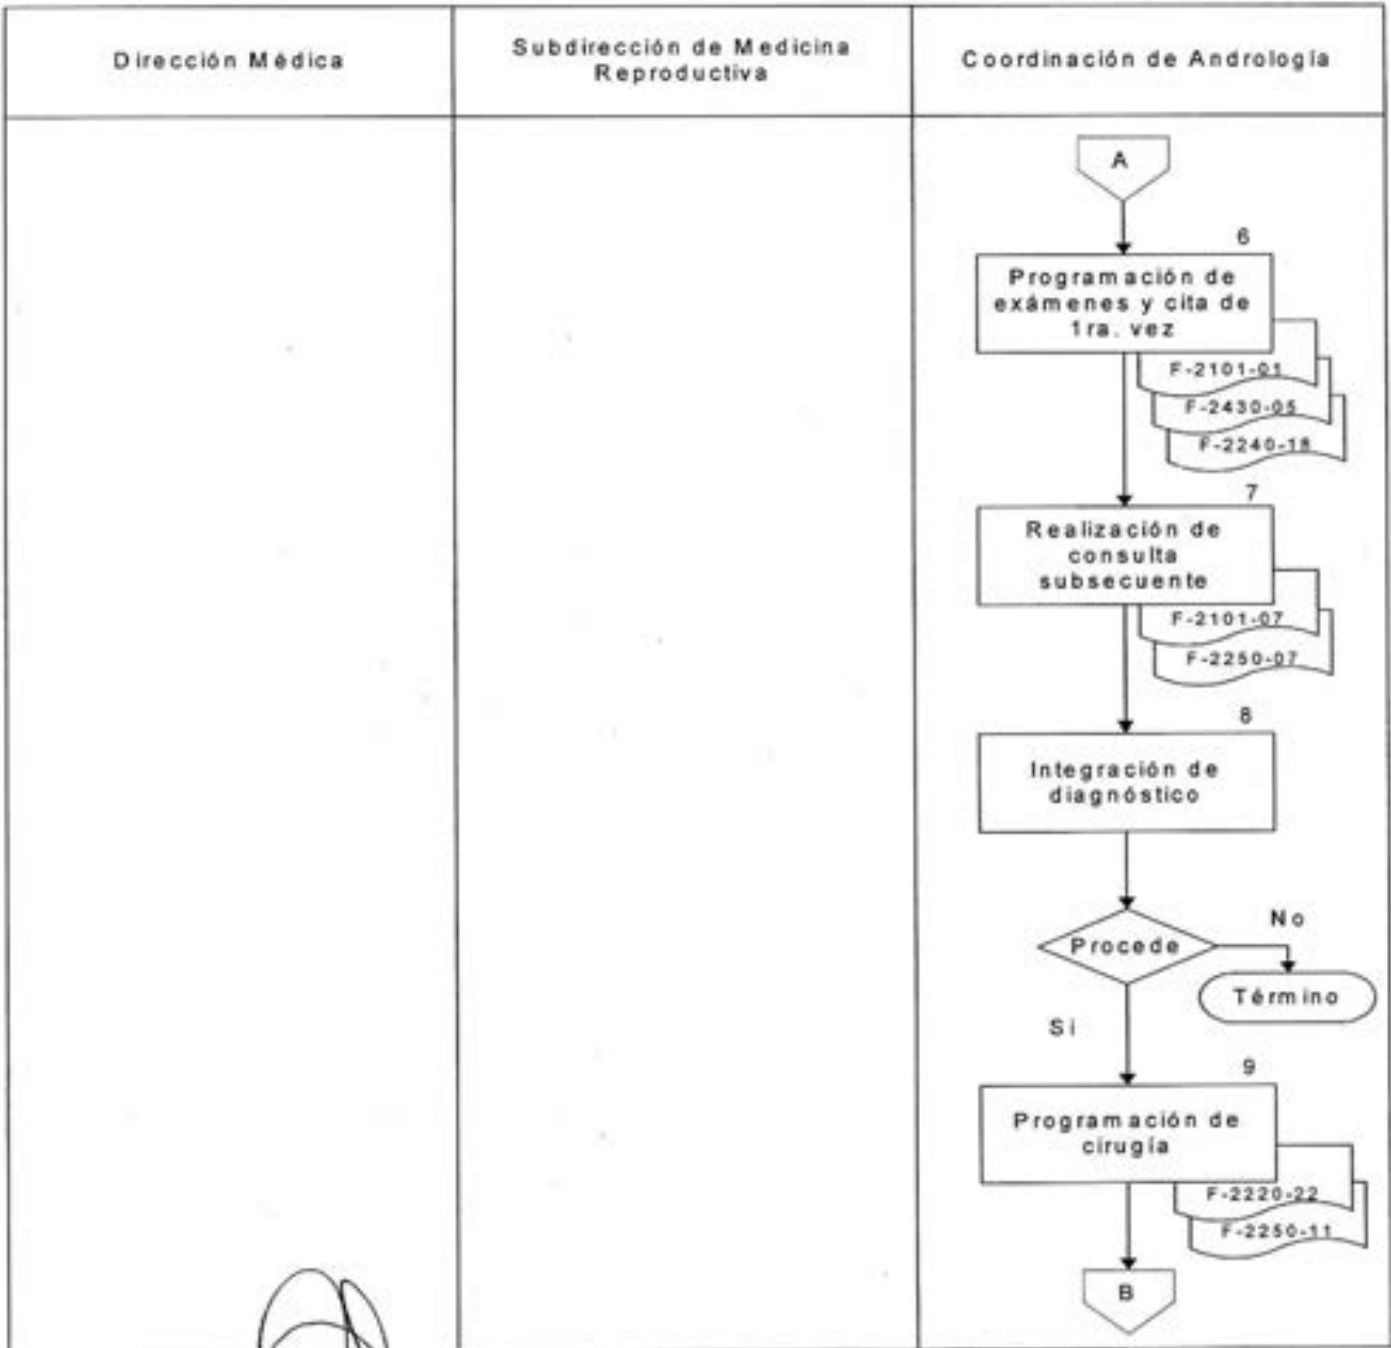 Dirección Médica
Subdirección de Medicina
Reproductiva
Coordinación de Andrología
A
6
Programación de
exámenes y cita de
1ra. vez
F-2101-01
F-2430-05
F-2240-18
7
Realización de
consulta
subsecuente
F-2101-07
F-2250-07
8
Integración de
diagnóstico
Procede
No
Término
Si
9
Programación de
cirugía
F-2220-22
F-2250-11
B